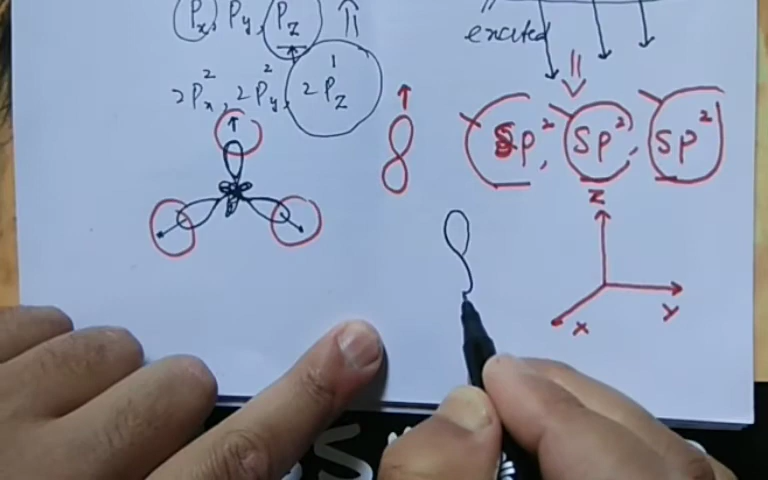 Px, Py, Pz
excited
2Px², 2Py², 2Pz¹
Sp², Sp², Sp²
Z
Y
X